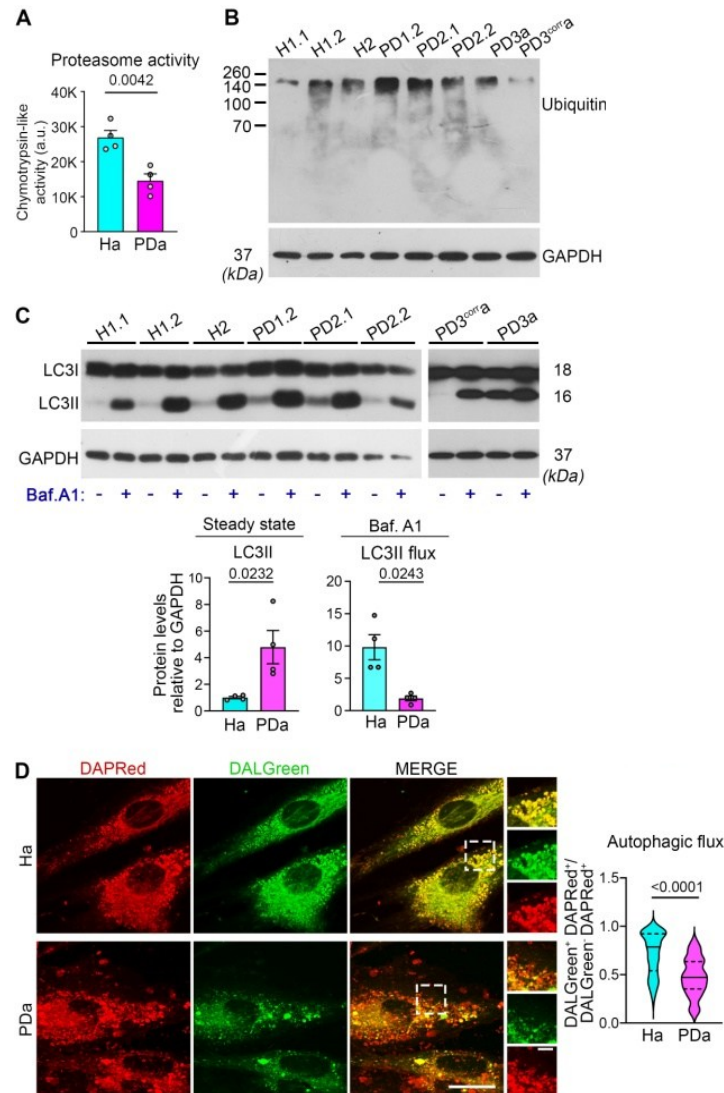 A
Proteasome activity
0.0042
Chymotrypsin-like
activity (a.u.)
40K
30K
20K
10K
0
Ha PDa
B
H1.1 H1.2 H2 PD1.2 PD2.1 PD2.2 PD3a PD3corra
260
140
100
70
Ubiquitin
37
(kDa)
GAPDH
C
H1.1 H1.2 H2 PD1.2 PD2.1 PD2.2 PD3corra PD3a
LC3I 18
LC3II 16
GAPDH 37
(kDa)
Baf.A1: - + - + - + - + - + - + - + - +
Steady state
LC3II
0.0232
Protein levels
relative to GAPDH
10
8
6
4
2
0
Ha PDa
Baf. A1
LC3II flux
0.0243
20
15
10
5
0
Ha PDa
D
DAPRed DALGreen MERGE
Ha
PDa
Autophagic flux
<0.0001
DALGreen+ DAPRed+/
DALGreen- DAPRed+
1.5
1.0
0.5
0.0
Ha PDa